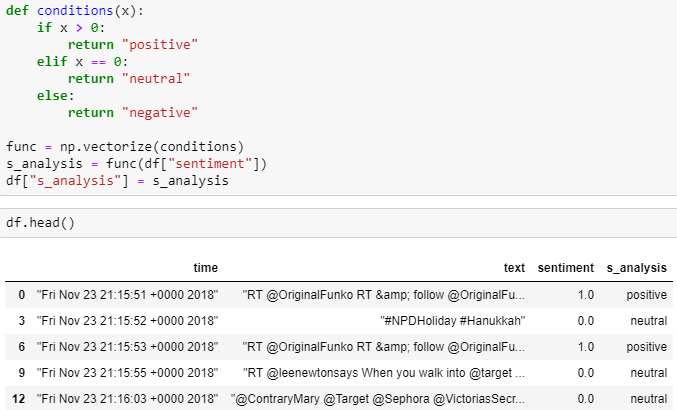 def conditions(x):
    if x > 0:
        return "positive"
    elif x == 0:
        return "neutral"
    else:
        return "negative"
func = np.vectorize(conditions)
s_analysis = func(df["sentiment"])
df["s_analysis"] = s_analysis
df.head()
time text sentiment s_analysis
0 "Fri Nov 23 21:15:51 +0000 2018" "RT @OriginalFunko RT &amp; follow @OriginalFu... 1.0 positive
3 "Fri Nov 23 21:15:52 +0000 2018" "#NPDHoliday #Hanukkah" 0.0 neutral
6 "Fri Nov 23 21:15:53 +0000 2018" "RT @OriginalFunko RT &amp; follow @OriginalFu... 1.0 positive
9 "Fri Nov 23 21:15:55 +0000 2018" "RT @leenewtonsays When you walk into @target ... 0.0 neutral
12 "Fri Nov 23 21:16:03 +0000 2018" "@ContraryMary @Target @Sephora @VictoriasSecr... 0.0 neutral